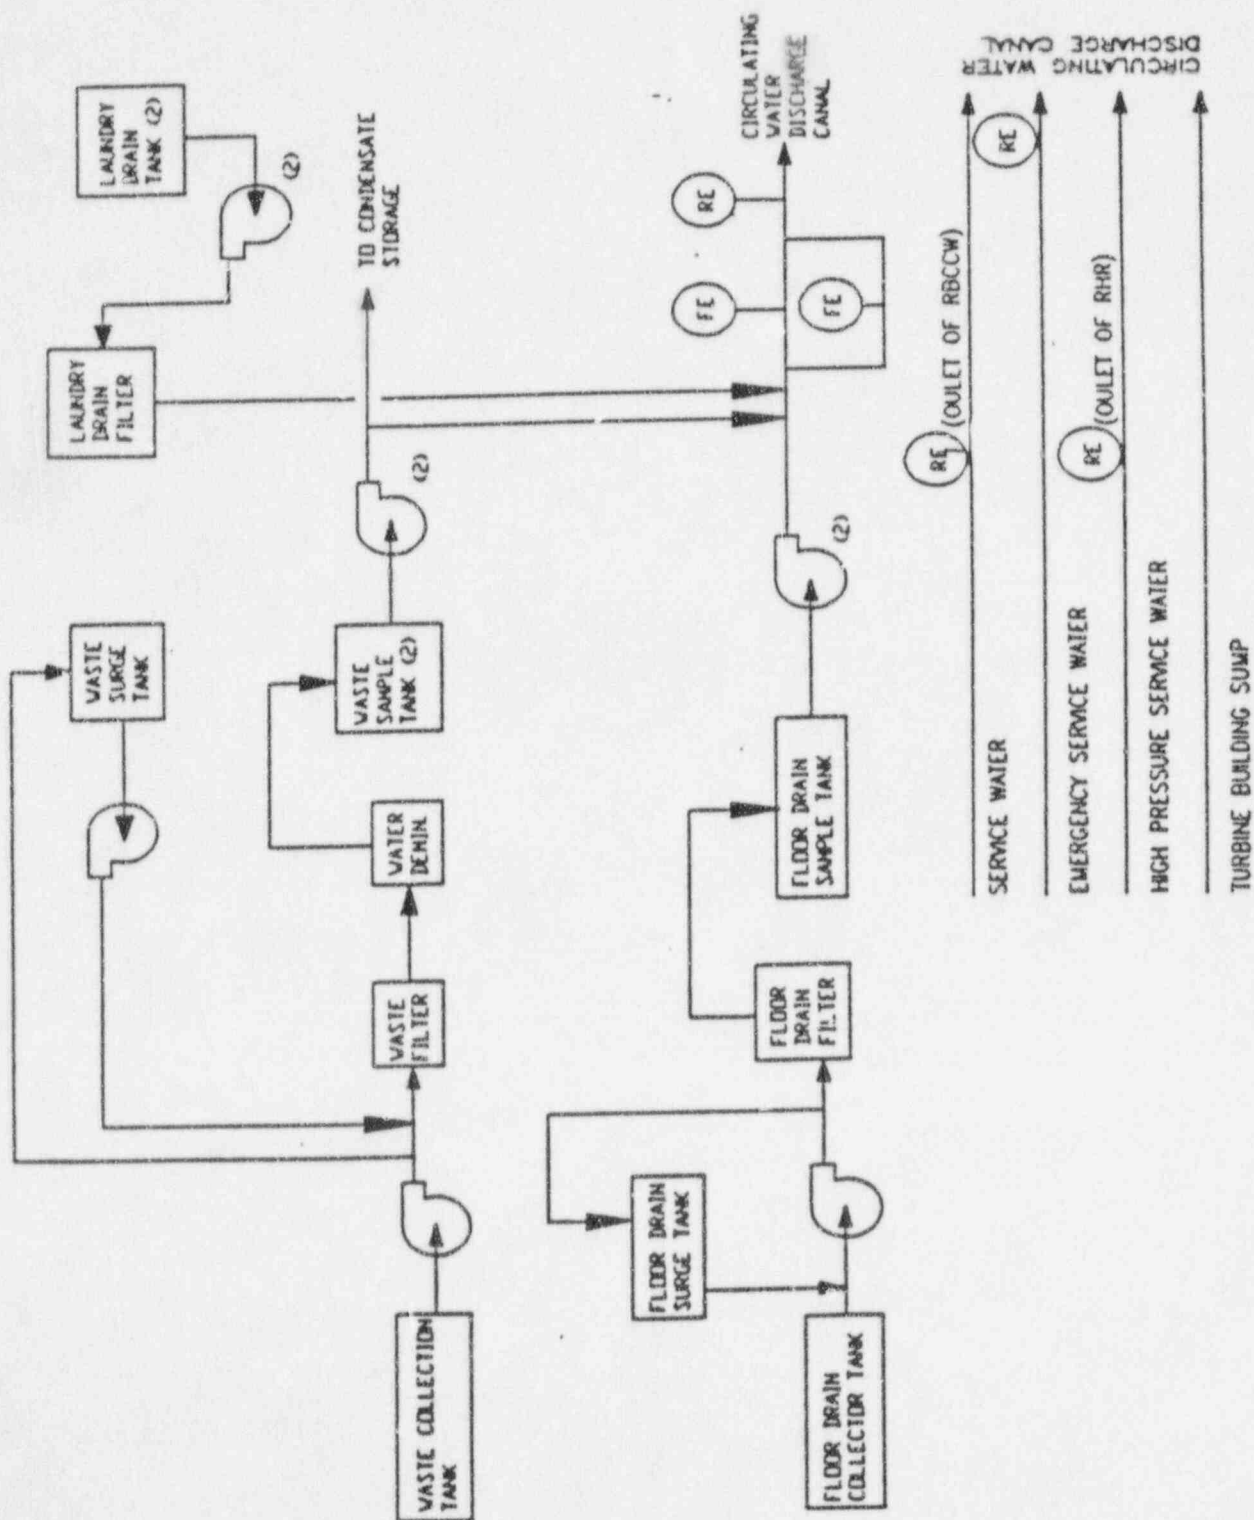 LAUNDRY
DRAIN
TANK (2)
(2)
LAUNDRY
DRAIN
FILTER
TO CONDENSATE
STORAGE
WASTE
SURGE
TANK
WASTE
SAMPLE
TANK (2)
(2)
WATER
DEMIN.
WASTE
FILTER
WASTE COLLECTION
TANK
CIRCULATING
WATER
DISCHARGE
CANAL
RE
FE
FE
(2)
FLOOR DRAIN
SAMPLE TANK
FLOOR
DRAIN
FILTER
FLOOR DRAIN
SURGE TANK
FLOOR DRAIN
COLLECTOR TANK
CIRCULATING WATER
DISCHARGE CANAL
RE
RE (OULET OF RBCCW)
SERVICE WATER
EMERGENCY SERVICE WATER
RE (OULET OF RHR)
HIGH PRESSURE SERVICE WATER
TURBINE BUILDING SUMP